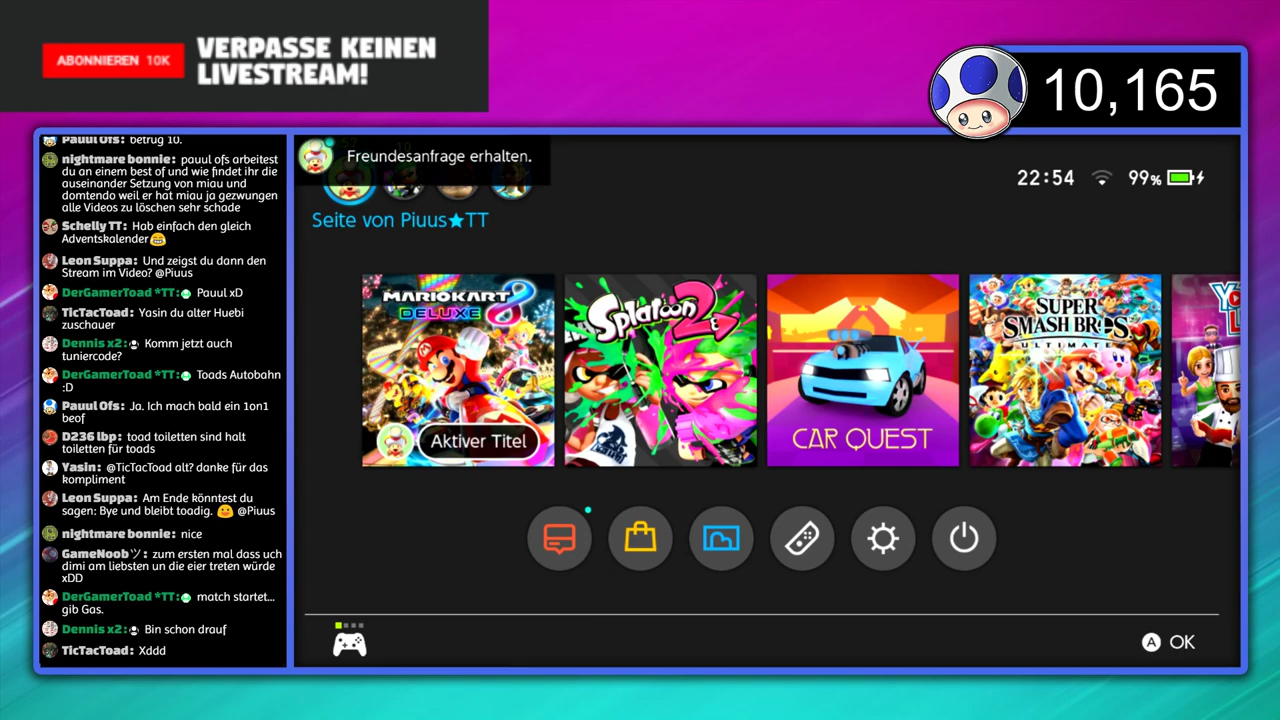 ABONNIEREN 10K
VERPASSE KEINEN
LIVESTREAM!
10,165
Pauul Ofs: betrug 10.
nightmare bonnie: pauul ofs arbeitest
du an einem best of und wie findet ihr die
auseinander Setzung von miau und
domtendo weil er hat miau ja gezwungen
alle Videos zu löschen sehr schade
Schelly TT: Hab einfach den gleich
Adventskalender😂
Leon Suppa: Und zeigst du dann den
Stream im Video? @Piuus
DerGamerToad *TT: Pauul xD
TicTacToad: Yasin du alter Huebi
zuschauer
Dennis x2: Komm jetzt auch
tuniercode?
DerGamerToad *TT: Toads Autobahn
:D
Pauul Ofs: Ja. Ich mach bald ein 1on1
beof
D236 lbp: toad toiletten sind halt
toiletten für toads
Yasin: @TicTacToad alt? danke für das
kompliment
Leon Suppa: Am Ende könntest du
sagen: Bye und bleibt toadig. 😛 @Piuus
nightmare bonnie: nice
GameNoobツ: zum ersten mal dass uch
dimi am liebsten un die eier treten würde
xDD
DerGamerToad *TT: match startet...
gib Gas.
Dennis x2: Bin schon drauf
TicTacToad: Xddd
Freundesanfrage erhalten.
22:54 99%
Seite von Piuus★TT
MARIOKART 8
DELUXE
Aktiver Titel
Splatoon 2
CAR QUEST
SUPER
SMASH BROS.
ULTIMATE
A OK